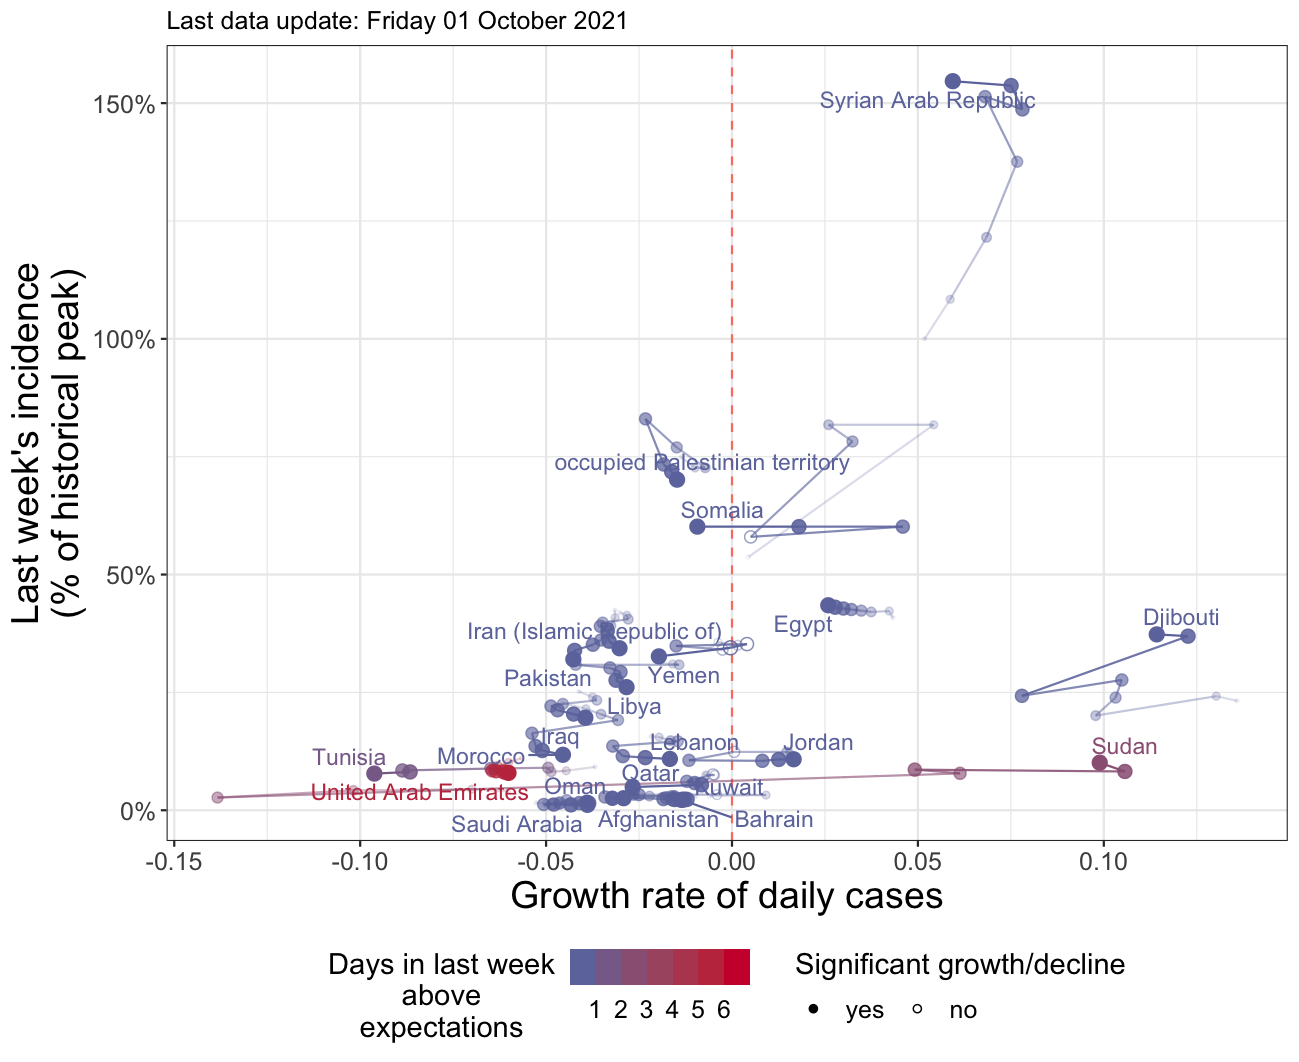 Last data update: Friday 01 October 2021
Last week's incidence
(% of historical peak)
150%
100%
50%
0%
Syrian Arab Republic
occupied Palestinian territory
Somalia
Egypt
Djibouti
Iran (Islamic Republic of)
Pakistan
Yemen
Libya
Iraq
Morocco
Lebanon
Jordan
Sudan
Tunisia
United Arab Emirates
Qatar
Oman
Kuwait
Saudi Arabia
Afghanistan
Bahrain
-0.15
-0.10
-0.05
0.00
0.05
0.10
Growth rate of daily cases
Days in last week
above
expectations
1 2 3 4 5 6
Significant growth/decline
yes
no